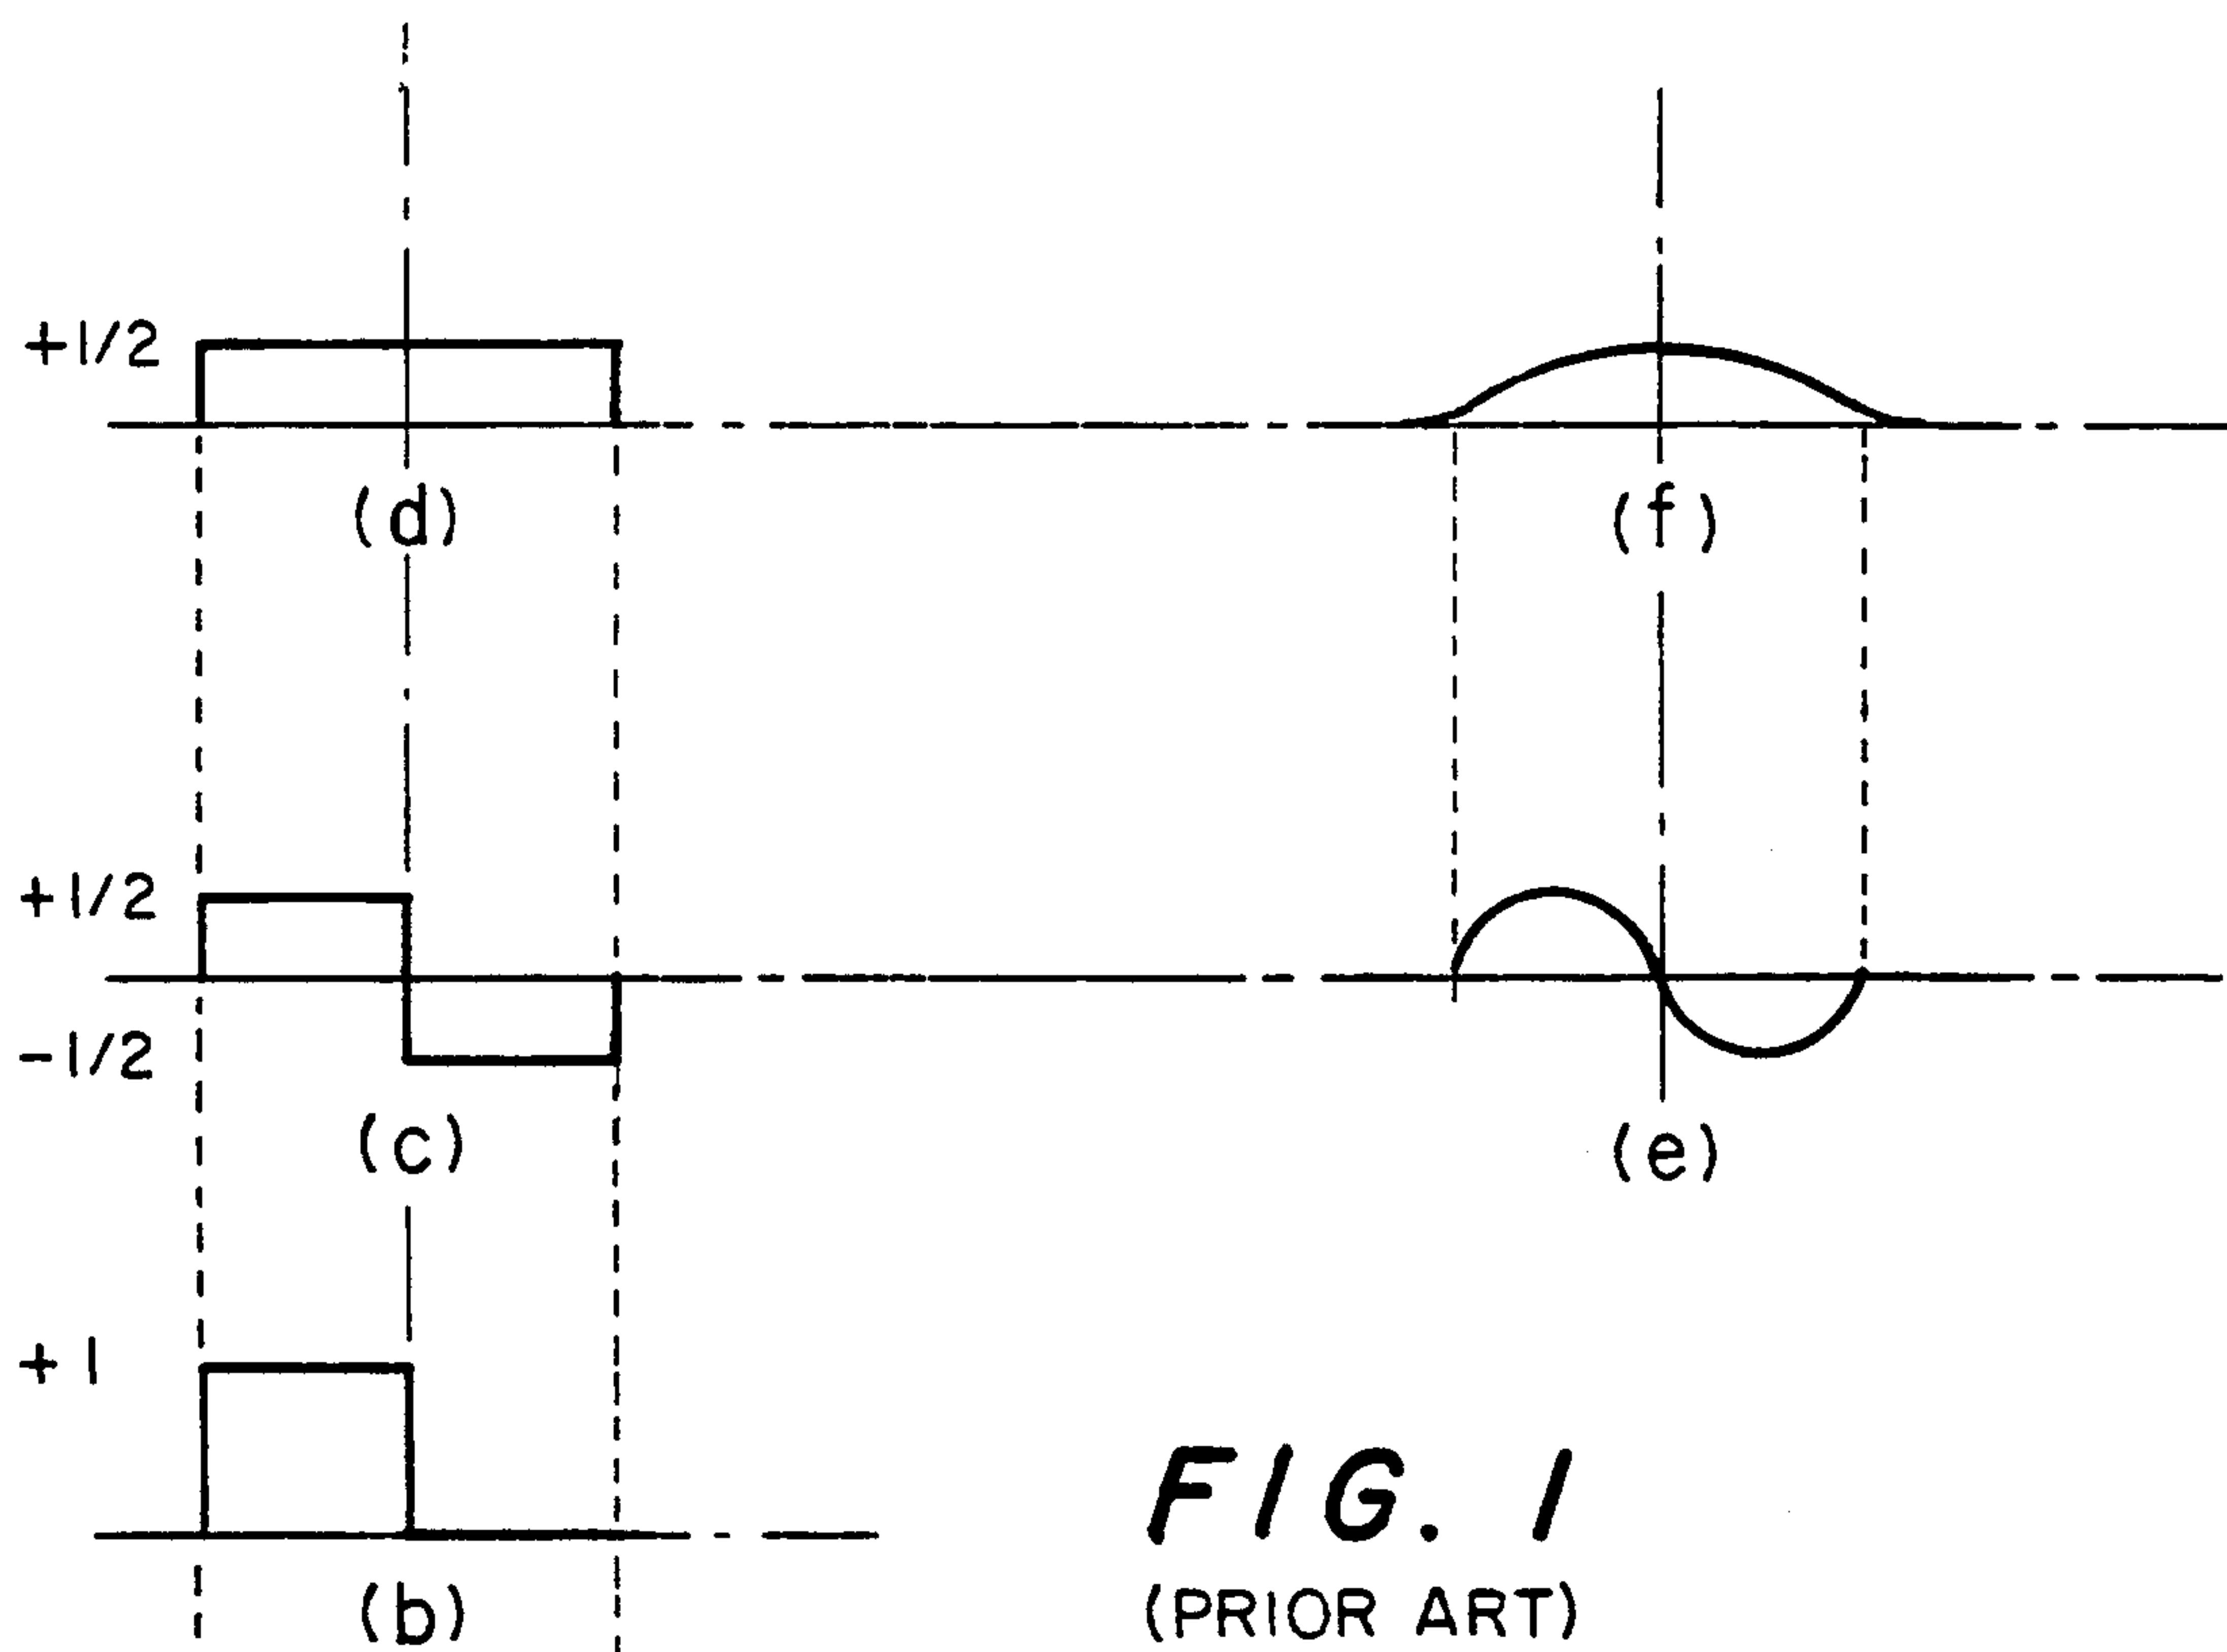 +1/2
(d)
(f)
+1/2
-1/2
(c)
(e)
+1
(b)
FIG. 1
(PRIOR ART)